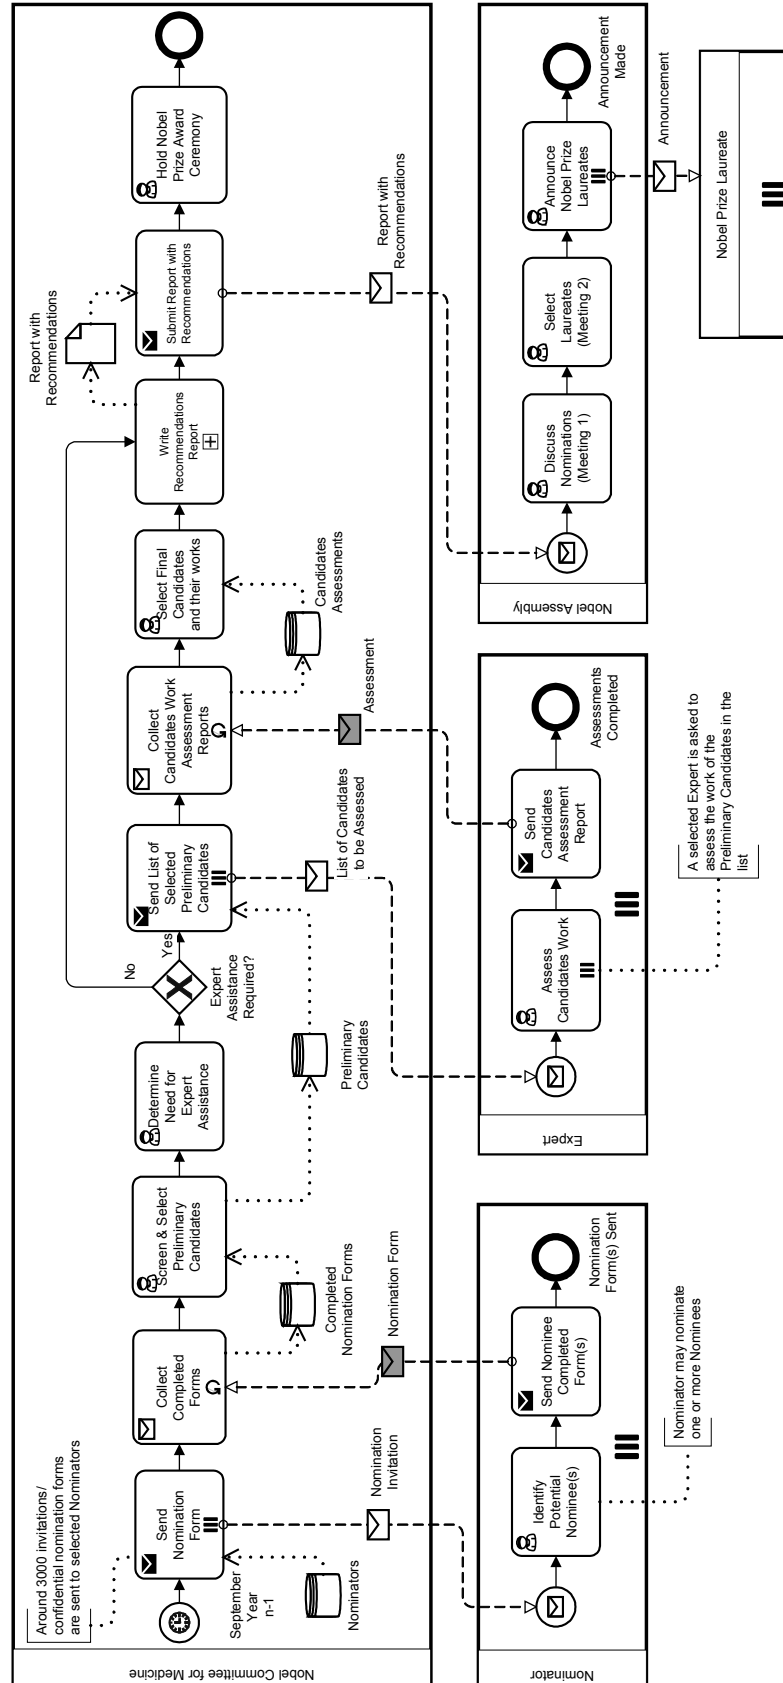 Nobel Committee for Medicine
Around 3000 invitations/
confidential nomination forms
are sent to selected Nominators
September
Year
n-1
Send
Nomination
Form
Nominators
Collect
Completed
Forms
Completed
Nomination Forms
Screen & Select
Preliminary
Candidates
Determine
Need for
Expert
Assistance
Preliminary
Candidates
Expert
Assistance
Required?
No
Yes
Send List of
Selected
Preliminary
Candidates
Collect
Candidates Work
Assessment
Reports
Candidates
Assessments
Select Final
Candidates
and their works
Write
Recommendations
Report
Report with
Recommendations
Submit Report with
Recommendations
Hold Nobel
Prize Award
Ceremony
Nomination
Invitation
Nomination Form
List of Candidates
to be Assessed
Assessment
Report with
Recommendations
Nominator
Identify
Potential
Nominee(s)
Send Nominee
Completed
Form(s)
Nomination
Form(s) Sent
Nominator may nominate
one or more Nominees
Expert
Assess
Candidates Work
Send
Candidates
Assessment
Report
Assessments
Completed
A selected Expert is asked to
assess the work of the
Preliminary Candidates in the
list
Nobel Assembly
Discuss
Nominations
(Meeting 1)
Select
Laureates
(Meeting 2)
Announce
Nobel Prize
Laureates
Announcement
Made
Announcement
Nobel Prize Laureate